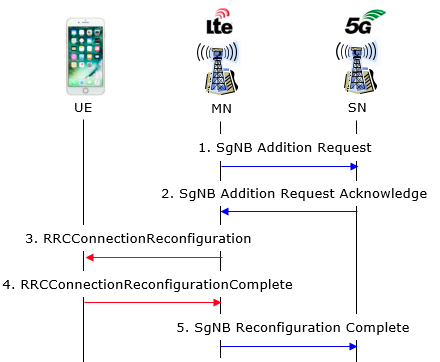 Lte 5G
UE MN SN
1. SgNB Addition Request
2. SgNB Addition Request Acknowledge
3. RRCConnectionReconfiguration
4. RRCConnectionReconfigurationComplete
5. SgNB Reconfiguration Complete